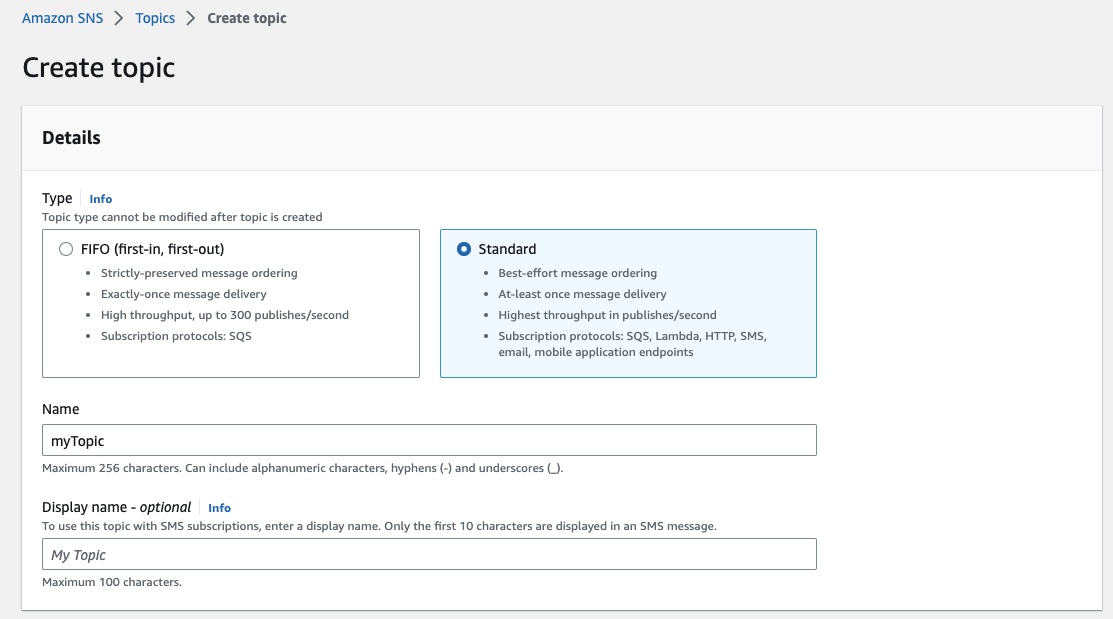 Amazon SNS > Topics > Create topic
Create topic
Details
Type Info
Topic type cannot be modified after topic is created
FIFO (first-in, first-out)
• Strictly-preserved message ordering
• Exactly-once message delivery
• High throughput, up to 300 publishes/second
• Subscription protocols: SQS
Standard
• Best-effort message ordering
• At-least once message delivery
• Highest throughput in publishes/second
• Subscription protocols: SQS, Lambda, HTTP, SMS,
email, mobile application endpoints
Name
myTopic
Maximum 256 characters. Can include alphanumeric characters, hyphens (-) and underscores (_).
Display name - optional Info
To use this topic with SMS subscriptions, enter a display name. Only the first 10 characters are displayed in an SMS message.
My Topic
Maximum 100 characters.